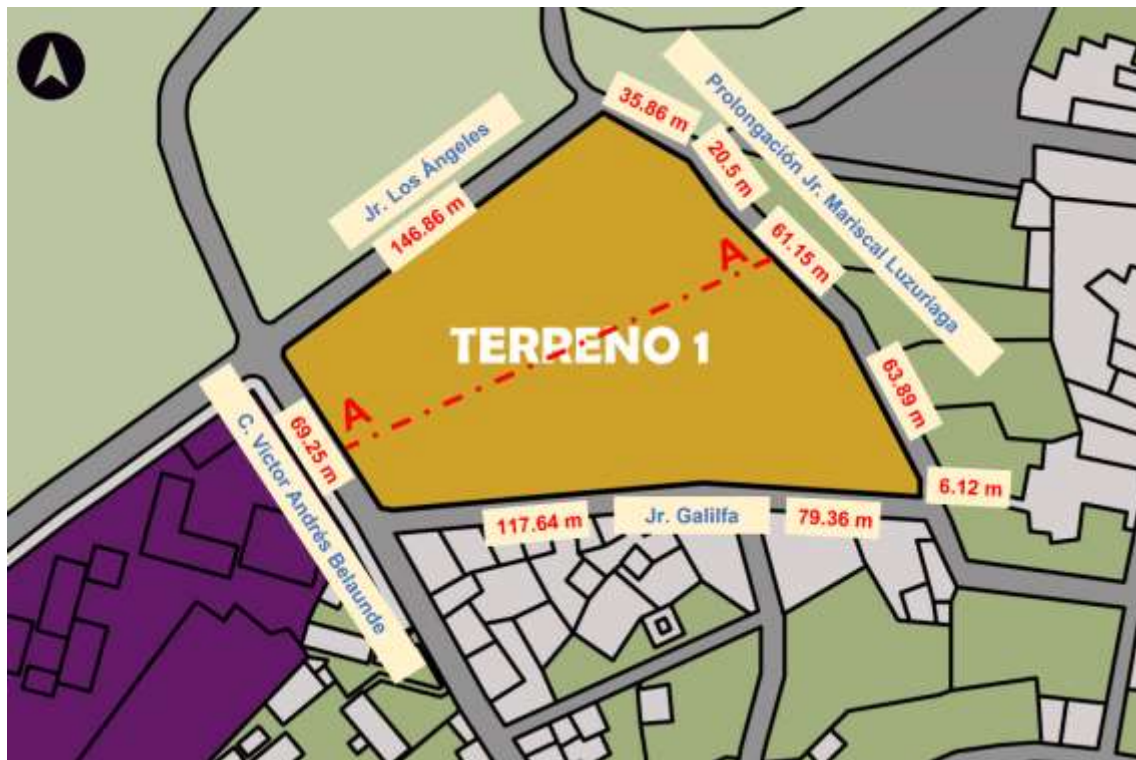 35.86 m
Prolongación Jr. Mariscal Luzuriaga
Jr. Los Ángeles
20.5 m
146.86 m
61.15 m
A
TERRENO 1
63.89 m
A
69.25 m
C. Víctor Andrés Belaunde
6.12 m
117.64 m
Jr. Galilfa
79.36 m